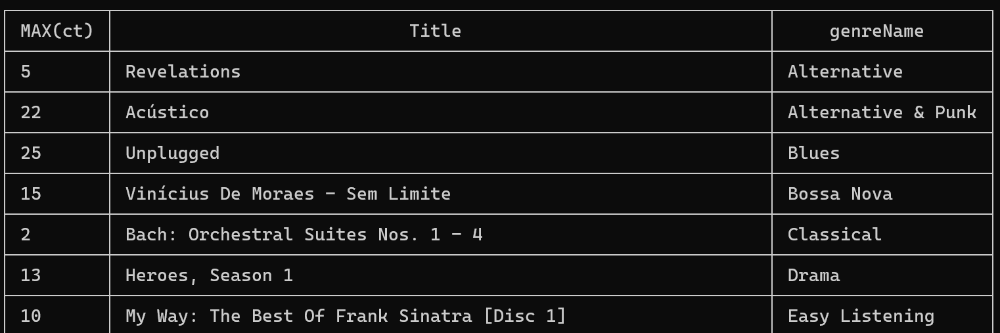 MAX(ct) Title genreName
5 Revelations Alternative
22 Acústico Alternative & Punk
25 Unplugged Blues
15 Vinícius De Moraes - Sem Limite Bossa Nova
2 Bach: Orchestral Suites Nos. 1 - 4 Classical
13 Heroes, Season 1 Drama
10 My Way: The Best Of Frank Sinatra [Disc 1] Easy Listening